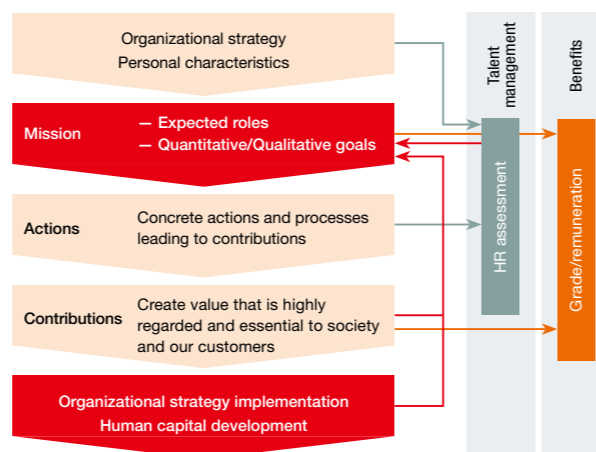 Organizational strategy
Personal characteristics
Talent
management
Benefits
Mission
— Expected roles
— Quantitative/Qualitative goals
HR assessment
Grade/remuneration
Actions
Concrete actions and processes
leading to contributions
Contributions
Create value that is highly
regarded and essential to society
and our customers
Organizational strategy implementation
Human capital development